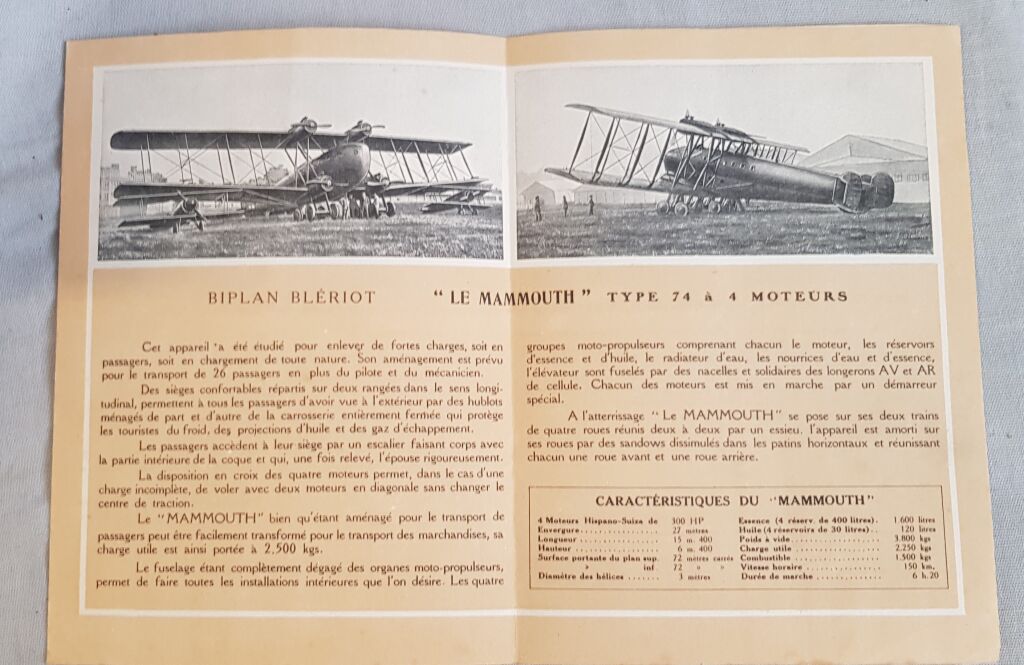 BIPLAN BLÉRIOT "LE MAMMOUTH" TYPE 74 à 4 MOTEURS
Cet appareil a été étudié pour enlever de fortes charges, soit en
passagers, soit en chargement de toute nature. Son aménagement est prévu
pour le transport de 26 passagers en plus du pilote et du mécanicien.
Des sièges confortables répartis sur deux rangées dans le sens longi-
tudinal, permettent à tous les passagers d'avoir vue à l'extérieur par des hublots
ménagés de part et d'autre de la carrosserie entièrement fermée qui protège
les touristes du froid, des projections d'huile et des gaz d'échappement.
Les passagers accèdent à leur siège par un escalier faisant corps avec
la partie intérieure de la coque et qui, une fois relevé, l'épouse rigoureusement.
La disposition en croix des quatre moteurs permet, dans le cas d'une
charge incomplète, de voler avec deux moteurs en diagonale sans changer le
centre de traction.
Le "MAMMOUTH" bien qu'étant aménagé pour le transport de
passagers peut être facilement transformé pour le transport des marchandises, sa
charge utile est ainsi portée à 2,500 kgs.
Le fuselage étant complètement dégagé des organes moto-propulseurs,
permet de faire toutes les installations intérieures que l'on désire. Les quatre
groupes moto-propulseurs comprenant chacun le moteur, les réservoirs
d'essence et d'huile, le radiateur d'eau, les nourrices d'eau et d'essence,
l'élévateur sont fuselés par des nacelles et solidaires des longerons AV et AR
de cellule. Chacun des moteurs est mis en marche par un démarreur
spécial.
A l'atterrissage "Le MAMMOUTH" se pose sur ses deux trains
de quatre roues réunis deux à deux par un essieu. l'appareil est amorti sur
ses roues par des sandows dissimulés dans les patins horizontaux et réunissant
chacun une roue avant et une roue arrière.
CARACTÉRISTIQUES DU "MAMMOUTH"
4 Moteurs Hispano-Suiza de 300 HP
Envergure 27 mètres
Longueur 15 m. 400
Hauteur 6 m. 400
Surface portante du plan sup. 72 mètres carrés
» inf. 72 » »
Diamètre des hélices 3 mètres
Essence (4 réserv. de 400 litres). 1.600 litres
Huile (4 réservoirs de 30 litres). 120 litres
Poids à vide 3.800 kgs
Charge utile 2.250 kgs
Combustible 1.500 kgs
Vitesse horaire 150 km.
Durée de marche 6 h. 20